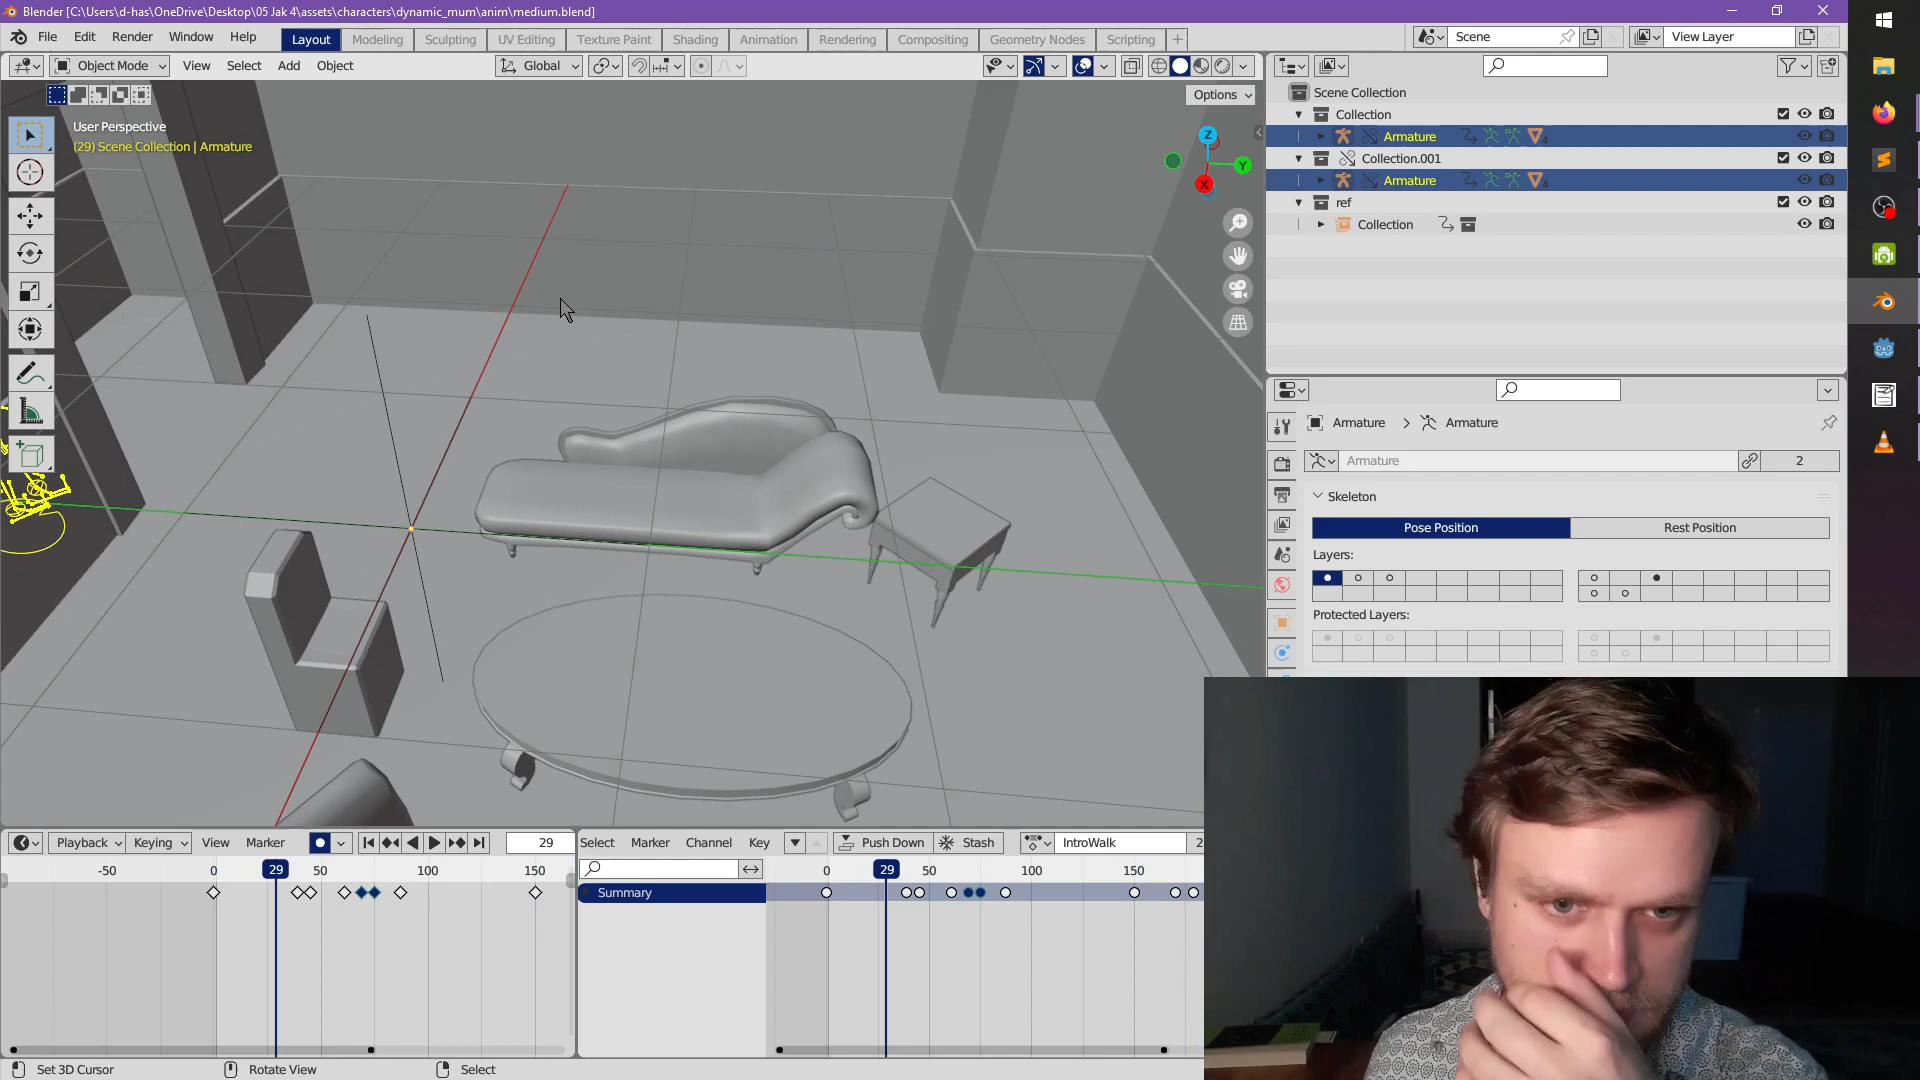 Blender [C:\Users\d-has\OneDrive\Desktop\05 Jak 4\assets\characters\dynamic_mum\anim\medium.blend]
File Edit Render Window Help Layout Modeling Sculpting UV Editing Texture Paint Shading Animation Rendering Compositing Geometry Nodes Scripting + Scene View Layer
Object Mode View Select Add Object Global
Options
User Perspective
(29) Scene Collection | Armature
Z
Y
X
Scene Collection
Collection
Armature 4
Collection.001
Armature 4
ref
Collection
Armature > Armature
Armature 2
Skeleton
Pose Position Rest Position
Layers:
Protected Layers:
Playback Keying View Marker 29 Select Marker Channel Key Push Down Stash IntroWalk 2
-50 0 29 50 100 150 0 29 50 100 150
Summary
Set 3D Cursor Rotate View Select